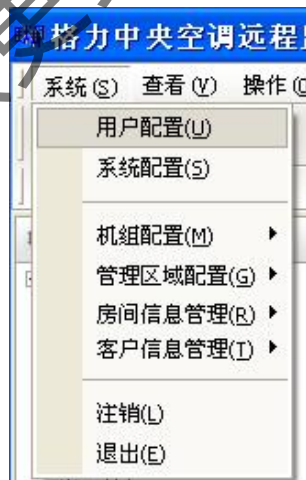 格力中央空调远程
系统(S) 查看(V) 操作(O
用户配置(U)
系统配置(S)
机组配置(M)
管理区域配置(G)
房间信息管理(R)
客户信息管理(T)
注销(L)
退出(E)